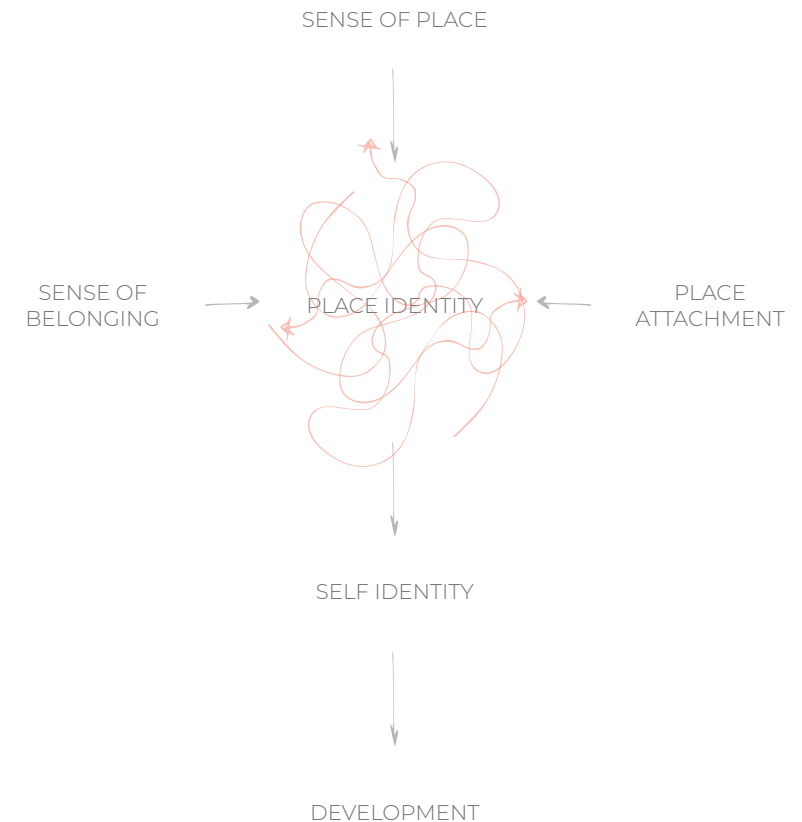 SENSE OF PLACE
SENSE OF
BELONGING
PLACE IDENTITY
PLACE
ATTACHMENT
SELF IDENTITY
DEVELOPMENT